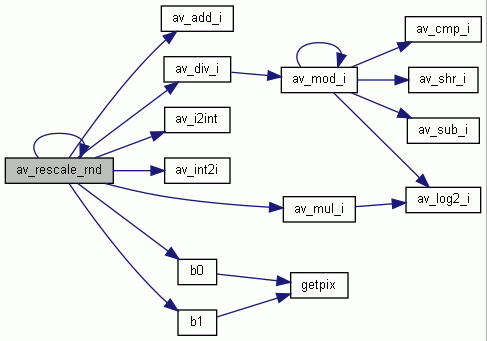 av_add_i
av_cmp_i
av_div_i
av_mod_i
av_shr_i
av_i2int
av_sub_i
av_rescale_rnd
av_int2i
av_mul_i
av_log2_i
b0
getpix
b1